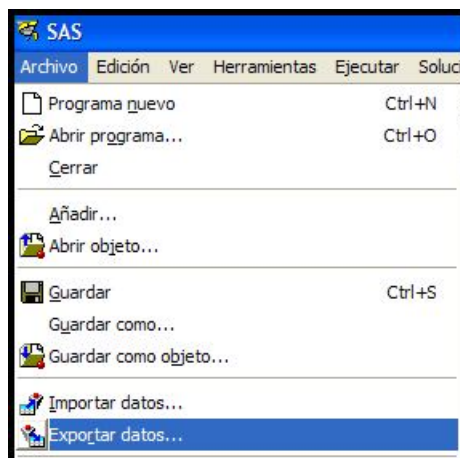 SAS
Archivo Edición Ver Herramientas Ejecutar Soluci
Programa nuevo Ctrl+N
Abrir programa... Ctrl+O
Cerrar
Añadir...
Abrir objeto...
Guardar Ctrl+S
Guardar como...
Guardar como objeto...
Importar datos...
Exportar datos...